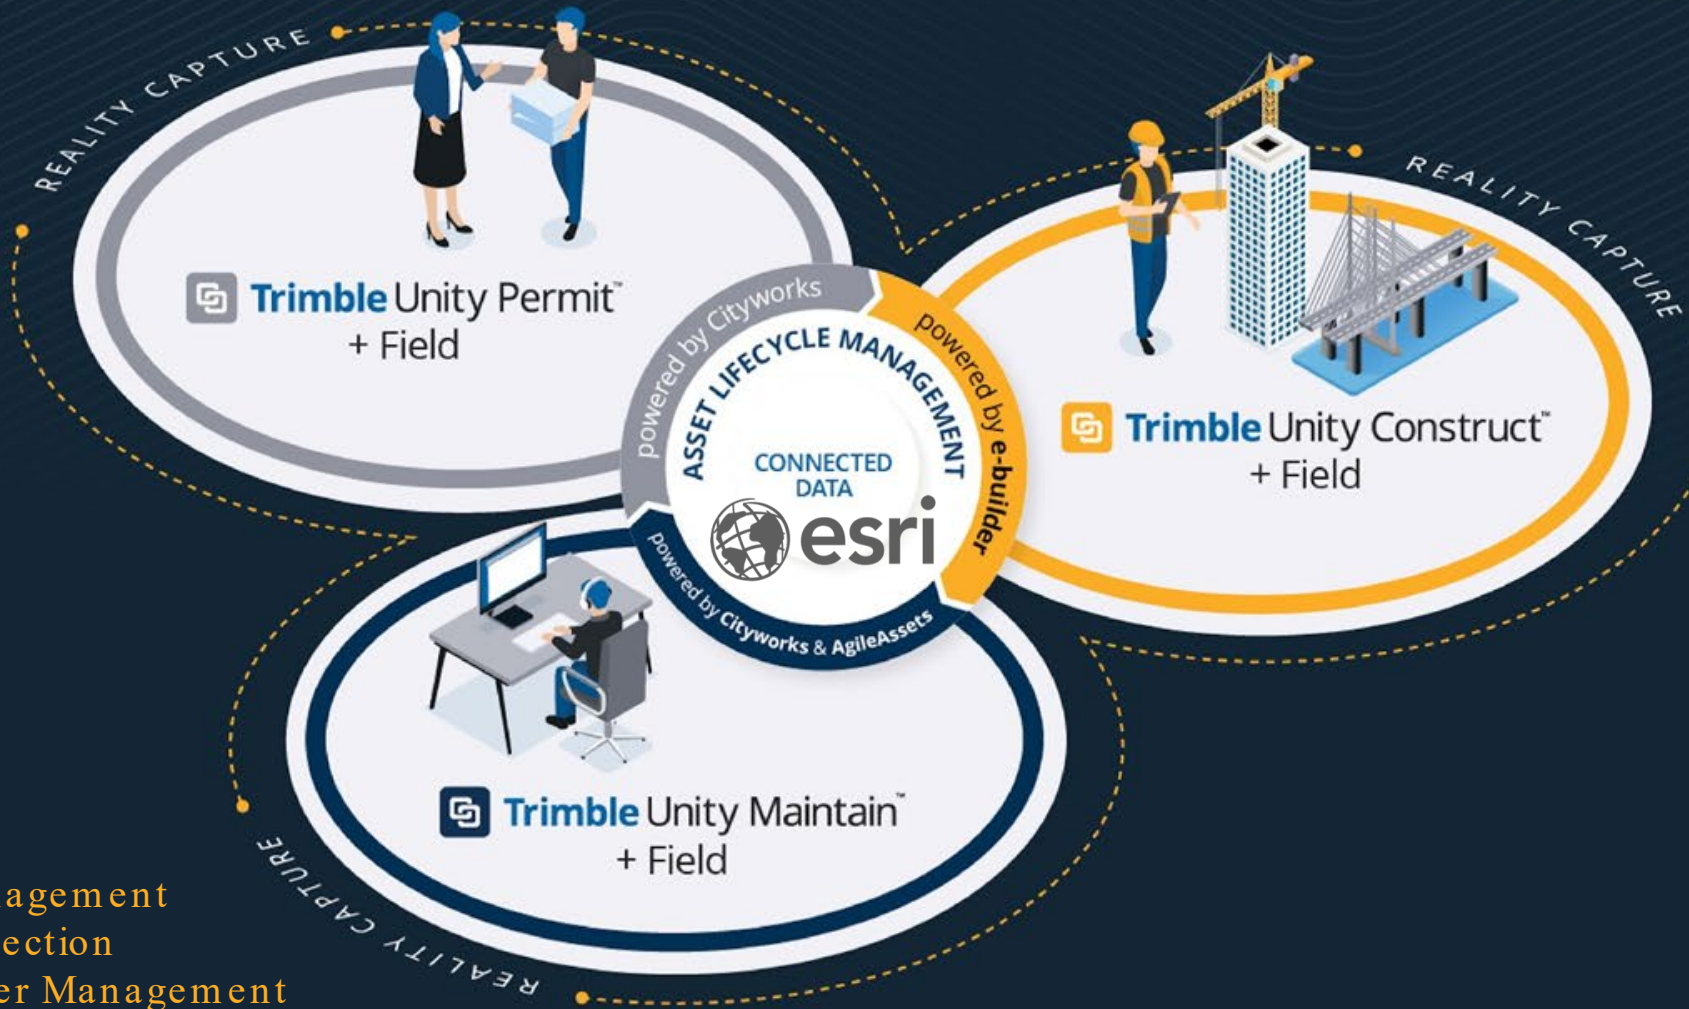 REALITY CAPTURE
Trimble Unity Permit™
+ Field
REALITY CAPTURE
Trimble Unity Construct™
+ Field
powered by Cityworks
powered by e-builder
ASSET LIFECYCLE MANAGEMENT
CONNECTED
DATA
esri
powered by Cityworks & AgileAssets
Trimble Unity Maintain™
+ Field
REALITY CAPTURE
agement
ection
er Management